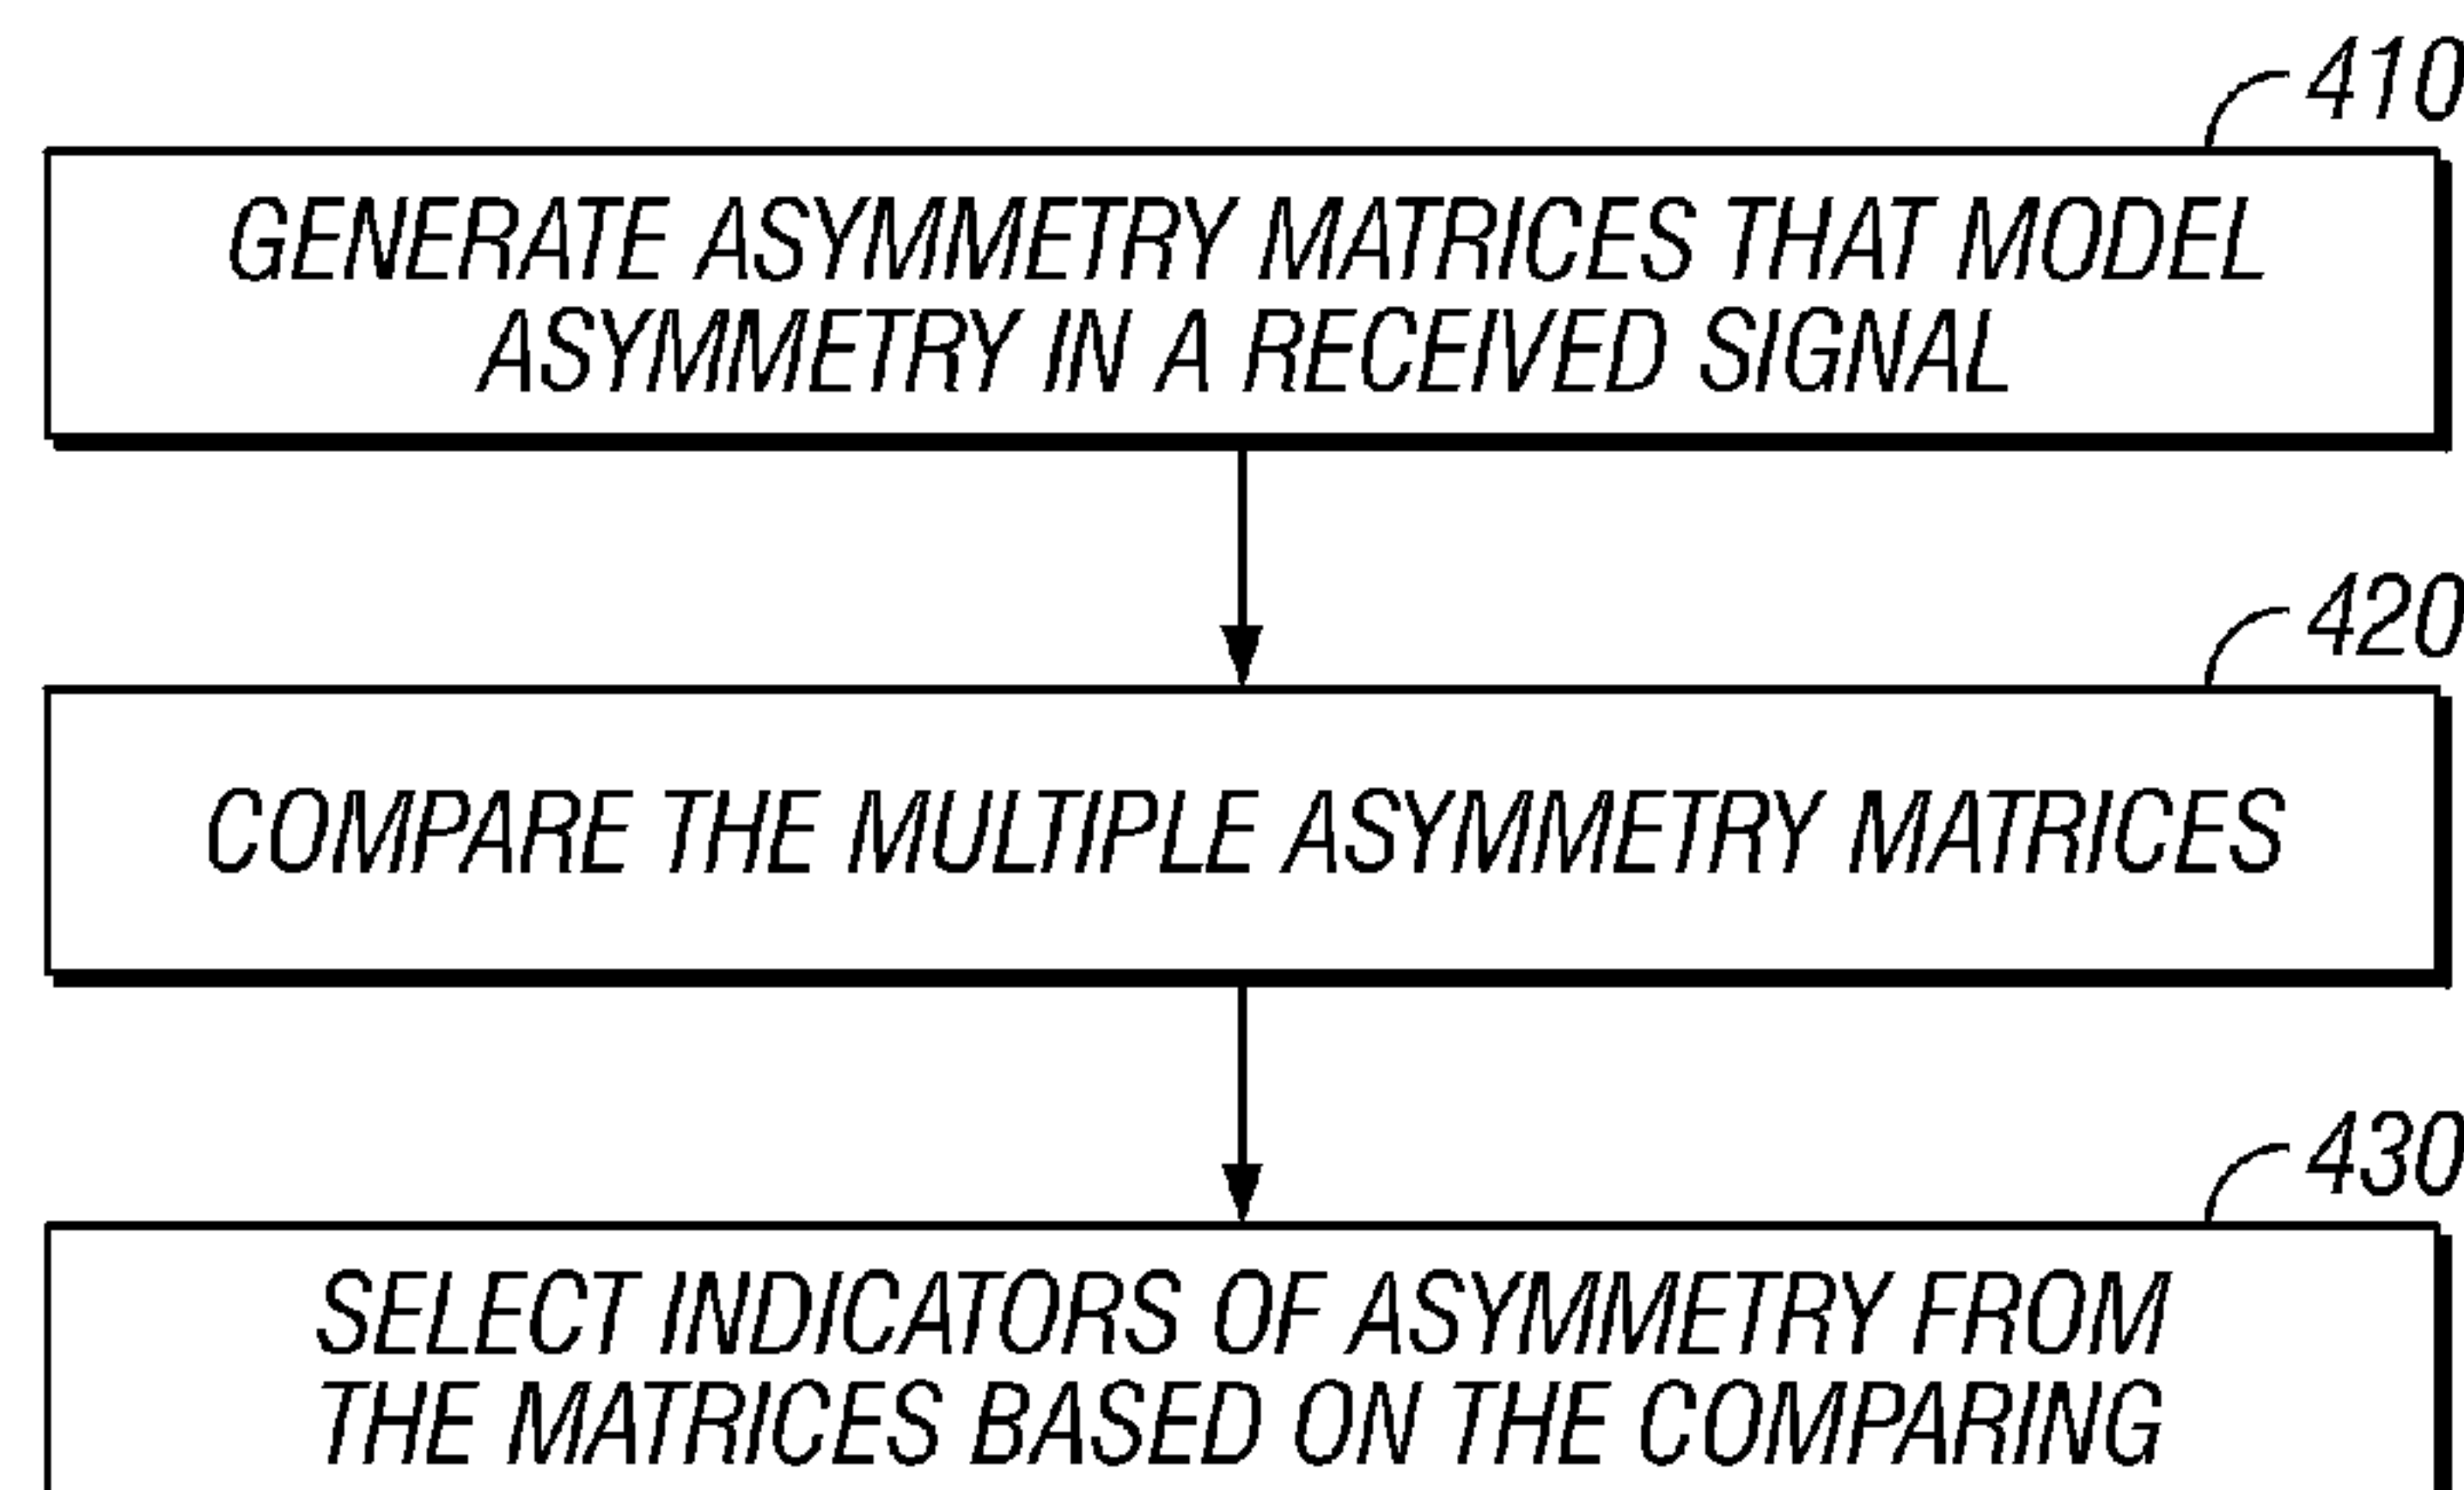 410
GENERATE ASYMMETRY MATRICES THAT MODEL
ASYMMETRY IN A RECEIVED SIGNAL
420
COMPARE THE MULTIPLE ASYMMETRY MATRICES
430
SELECT INDICATORS OF ASYMMETRY FROM
THE MATRICES BASED ON THE COMPARING